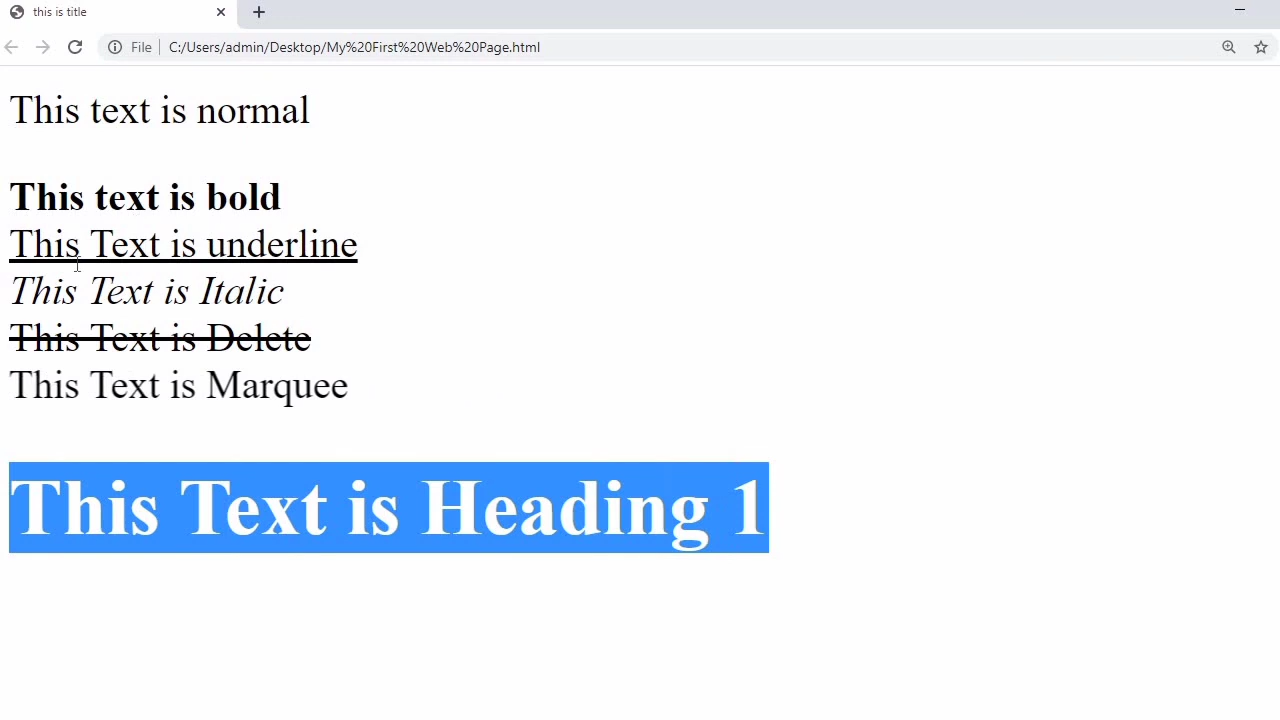 this is title
File C:/Users/admin/Desktop/My%20First%20Web%20Page.html
This text is normal
This text is bold
This Text is underline
This Text is Italic
This Text is Delete
This Text is Marquee
This Text is Heading 1